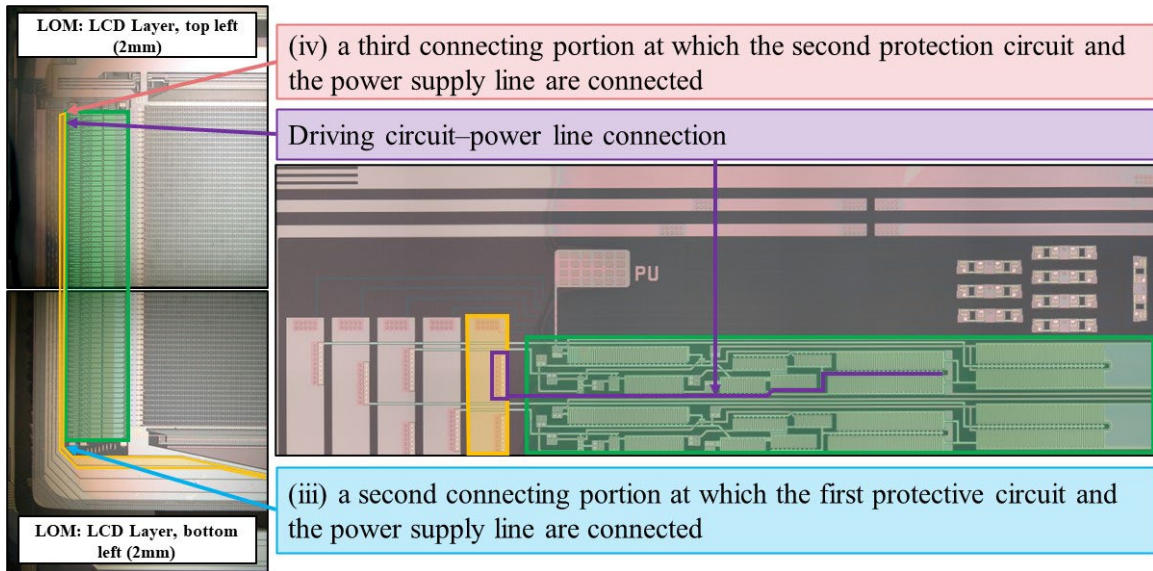 LOM: LCD Layer, top left
(2mm)
(iv) a third connecting portion at which the second protection circuit and
the power supply line are connected
Driving circuit–power line connection
PU
(iii) a second connecting portion at which the first protective circuit and
the power supply line are connected
LOM: LCD Layer, bottom
left (2mm)